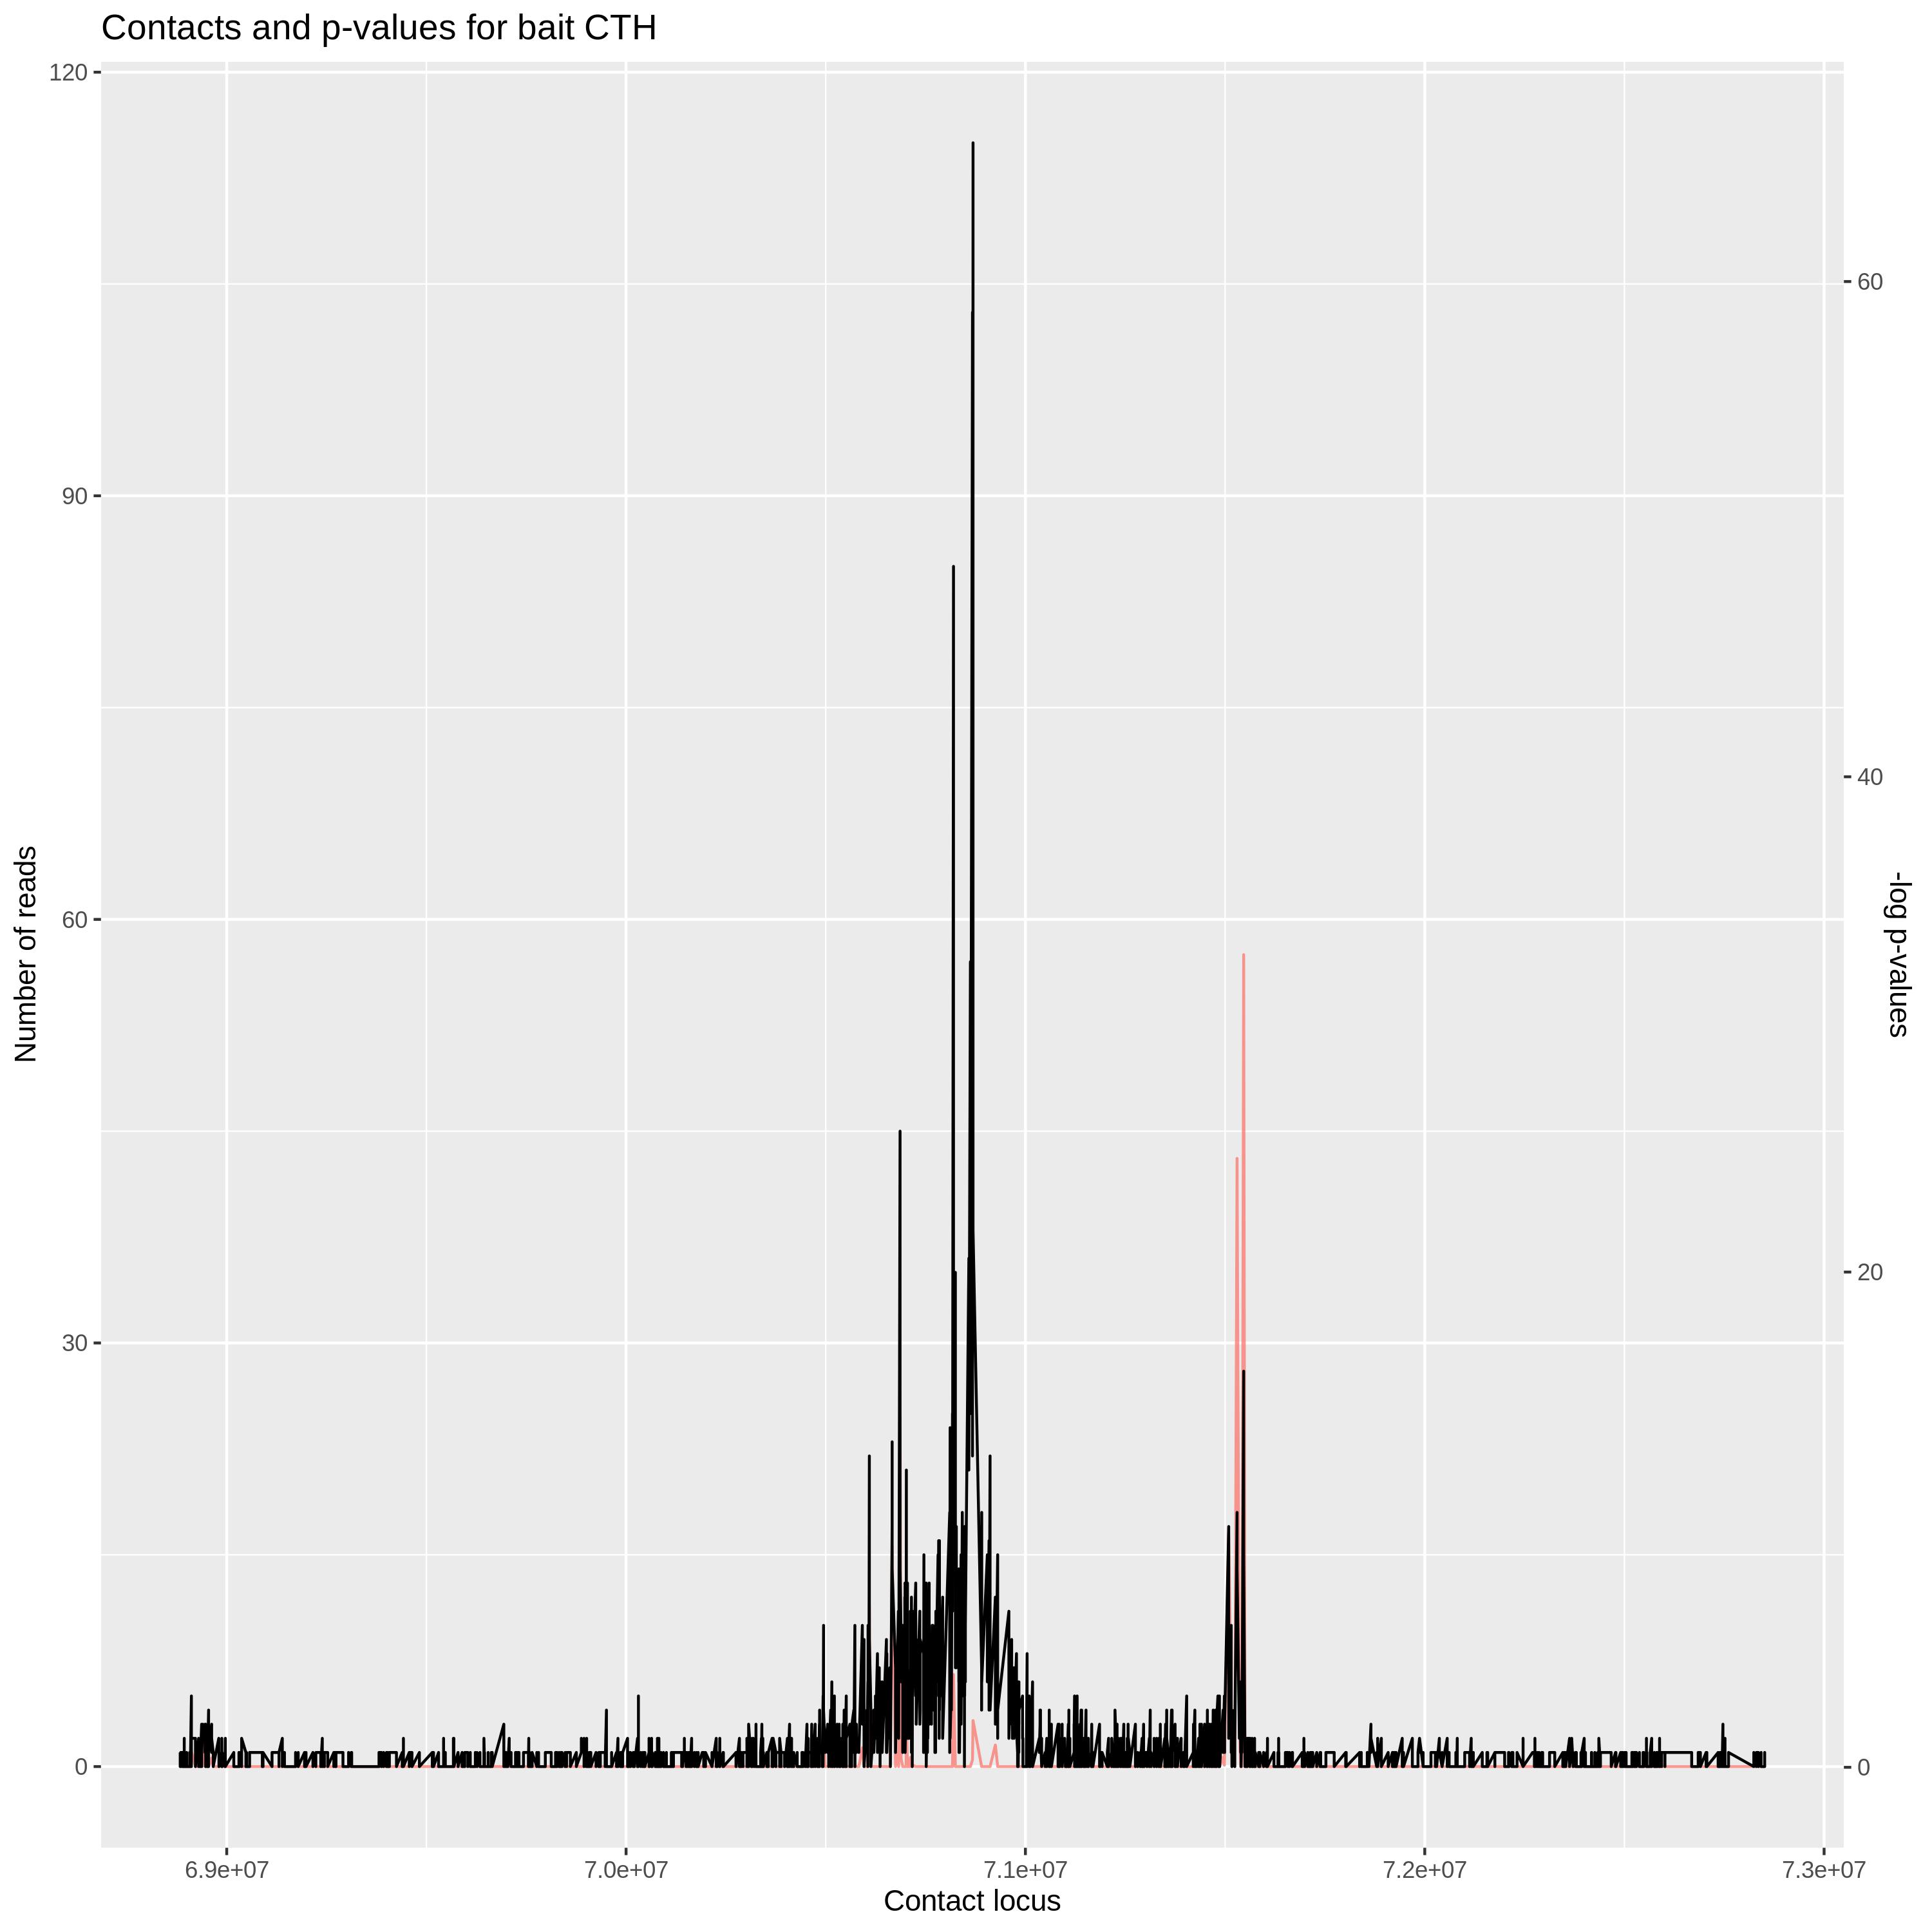 Contacts and p-values for bait CTH
120
90
60
30
0
Number of reads
60
40
20
0
-log p-values
6.9e+07 7.0e+07 7.1e+07 7.2e+07 7.3e+07
Contact locus